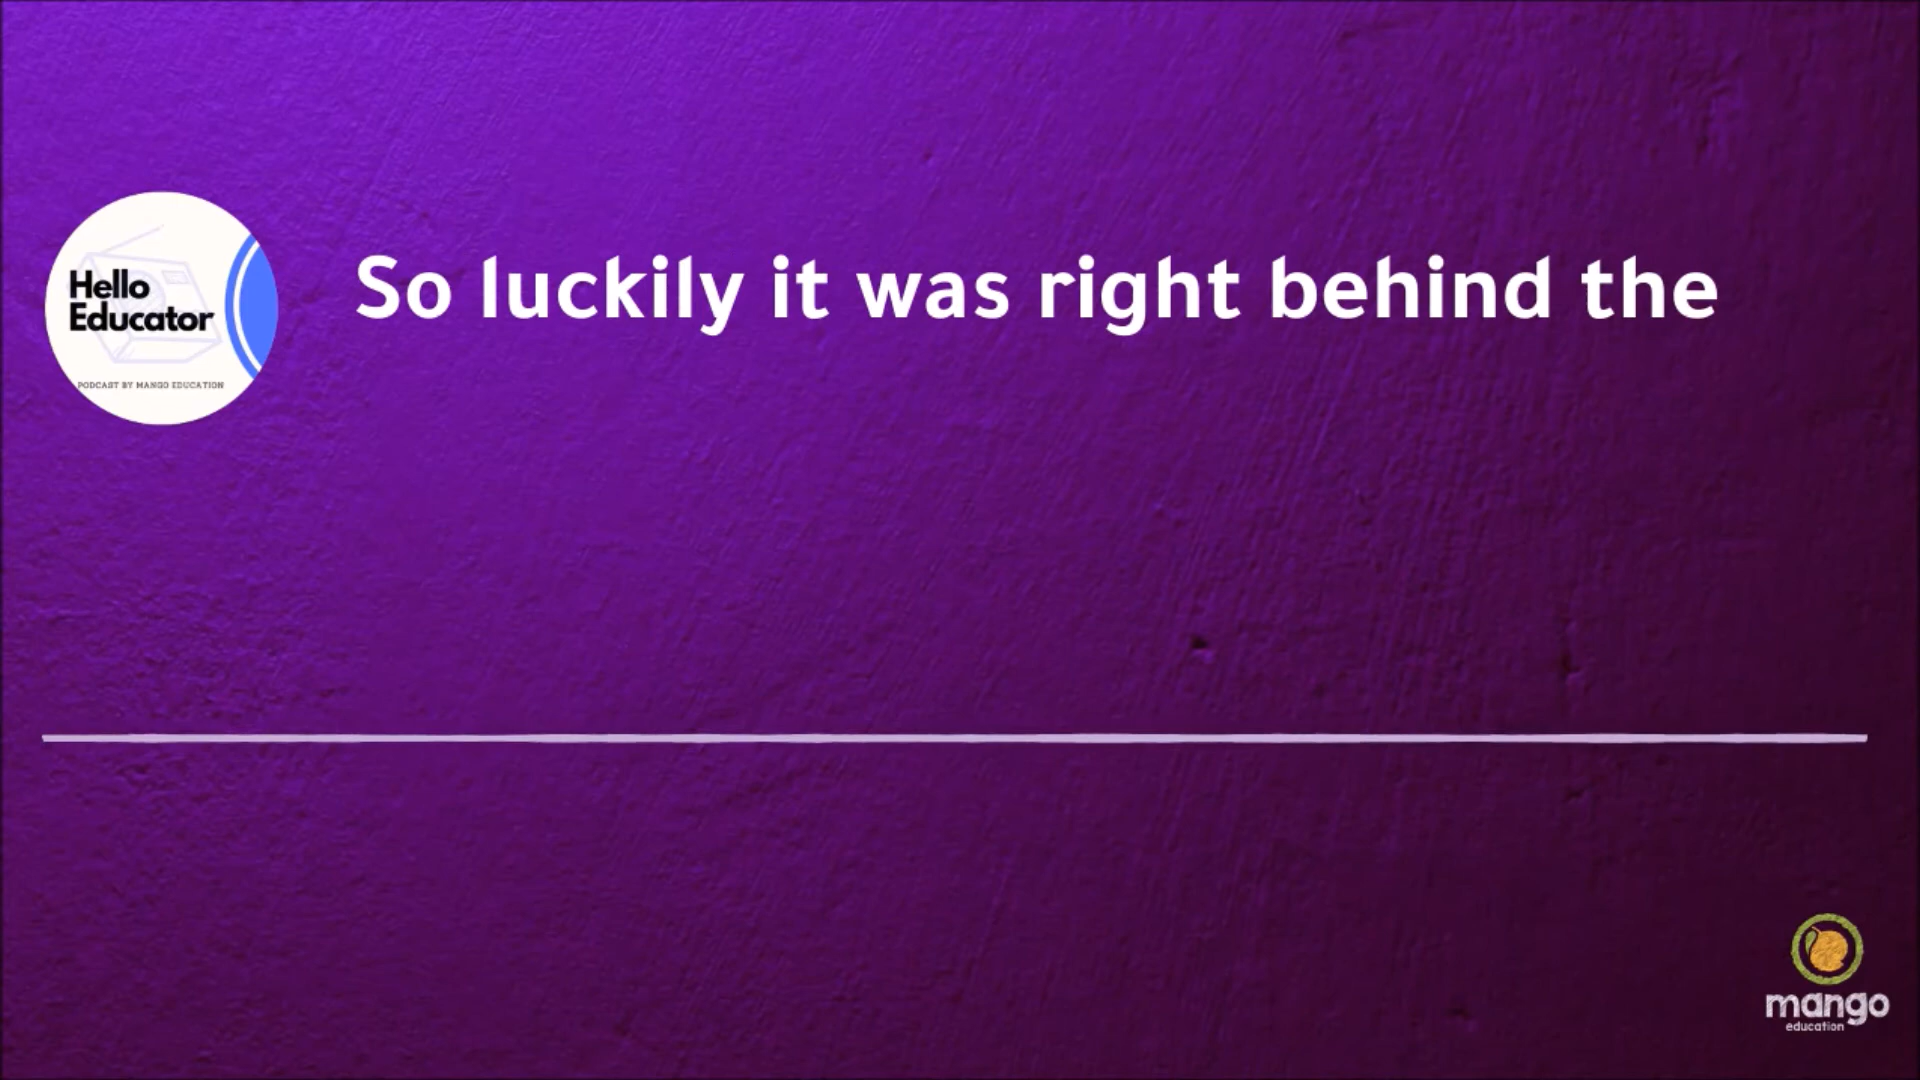 Hello
Educator
PODCAST BY MANGO EDUCATION
So luckily it was right behind the
mango
education